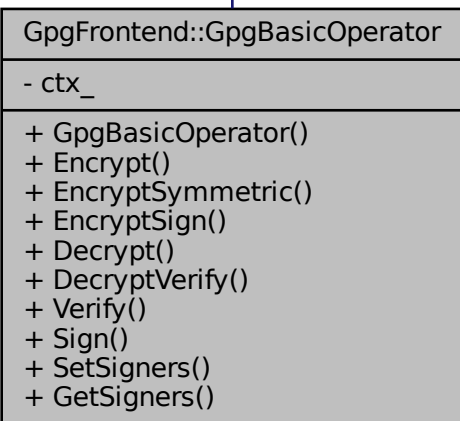 GpgFrontend::GpgBasicOperator
- ctx_
+ GpgBasicOperator()
+ Encrypt()
+ EncryptSymmetric()
+ EncryptSign()
+ Decrypt()
+ DecryptVerify()
+ Verify()
+ Sign()
+ SetSigners()
+ GetSigners()